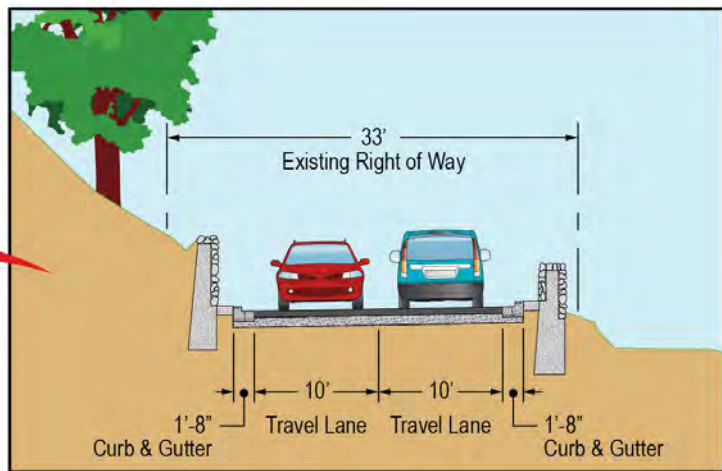 33'
Existing Right of Way
10' 10'
1'-8" Travel Lane Travel Lane 1'-8"
Curb & Gutter Curb & Gutter